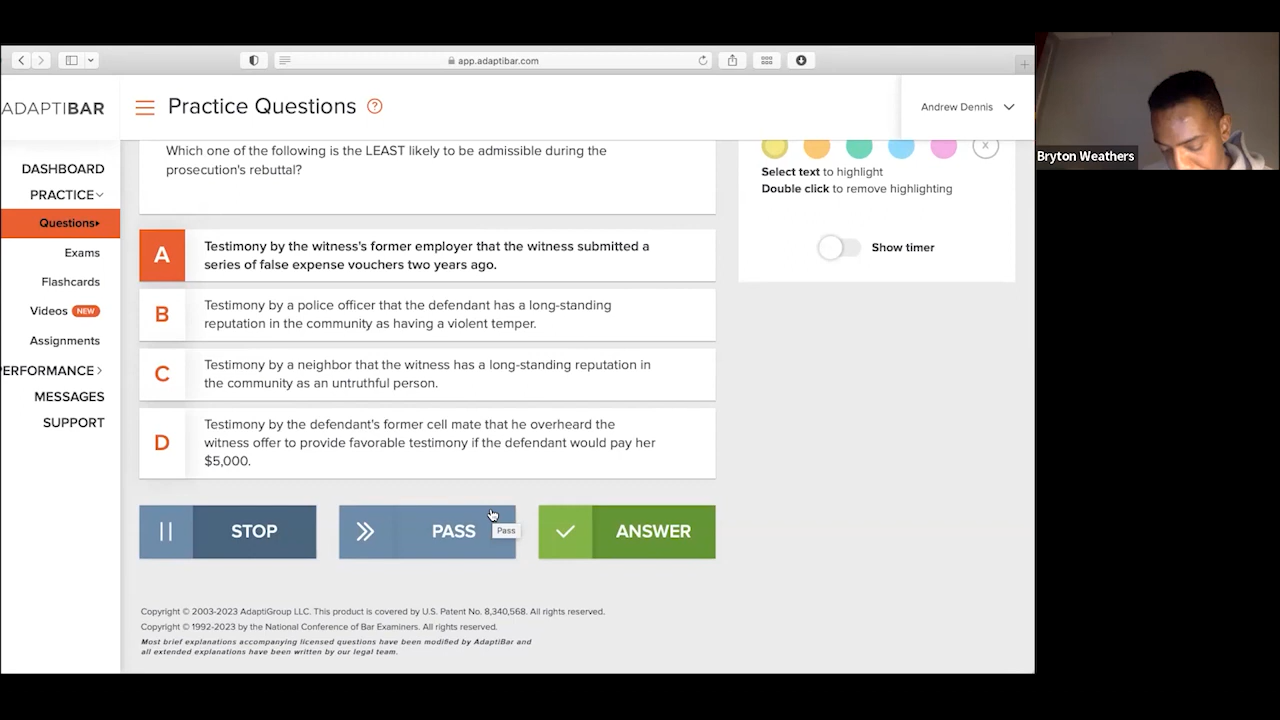 app.adaptibar.com
ADAPTIBAR
Practice Questions ?
Andrew Dennis
Bryton Weathers
DASHBOARD
PRACTICE
Questions
Exams
Flashcards
Videos NEW
Assignments
PERFORMANCE
MESSAGES
SUPPORT
Which one of the following is the LEAST likely to be admissible during the
prosecution's rebuttal?
A
Testimony by the witness's former employer that the witness submitted a
series of false expense vouchers two years ago.
B
Testimony by a police officer that the defendant has a long-standing
reputation in the community as having a violent temper.
C
Testimony by a neighbor that the witness has a long-standing reputation in
the community as an untruthful person.
D
Testimony by the defendant's former cell mate that he overheard the
witness offer to provide favorable testimony if the defendant would pay her
$5,000.
X
Select text to highlight
Double click to remove highlighting
Show timer
STOP
PASS
Pass
ANSWER
Copyright © 2003-2023 AdaptiGroup LLC. This product is covered by U.S. Patent No. 8,340,568. All rights reserved.
Copyright © 1992-2023 by the National Conference of Bar Examiners. All rights reserved.
Most brief explanations accompanying licensed questions have been modified by AdaptiBar and
all extended explanations have been written by our legal team.